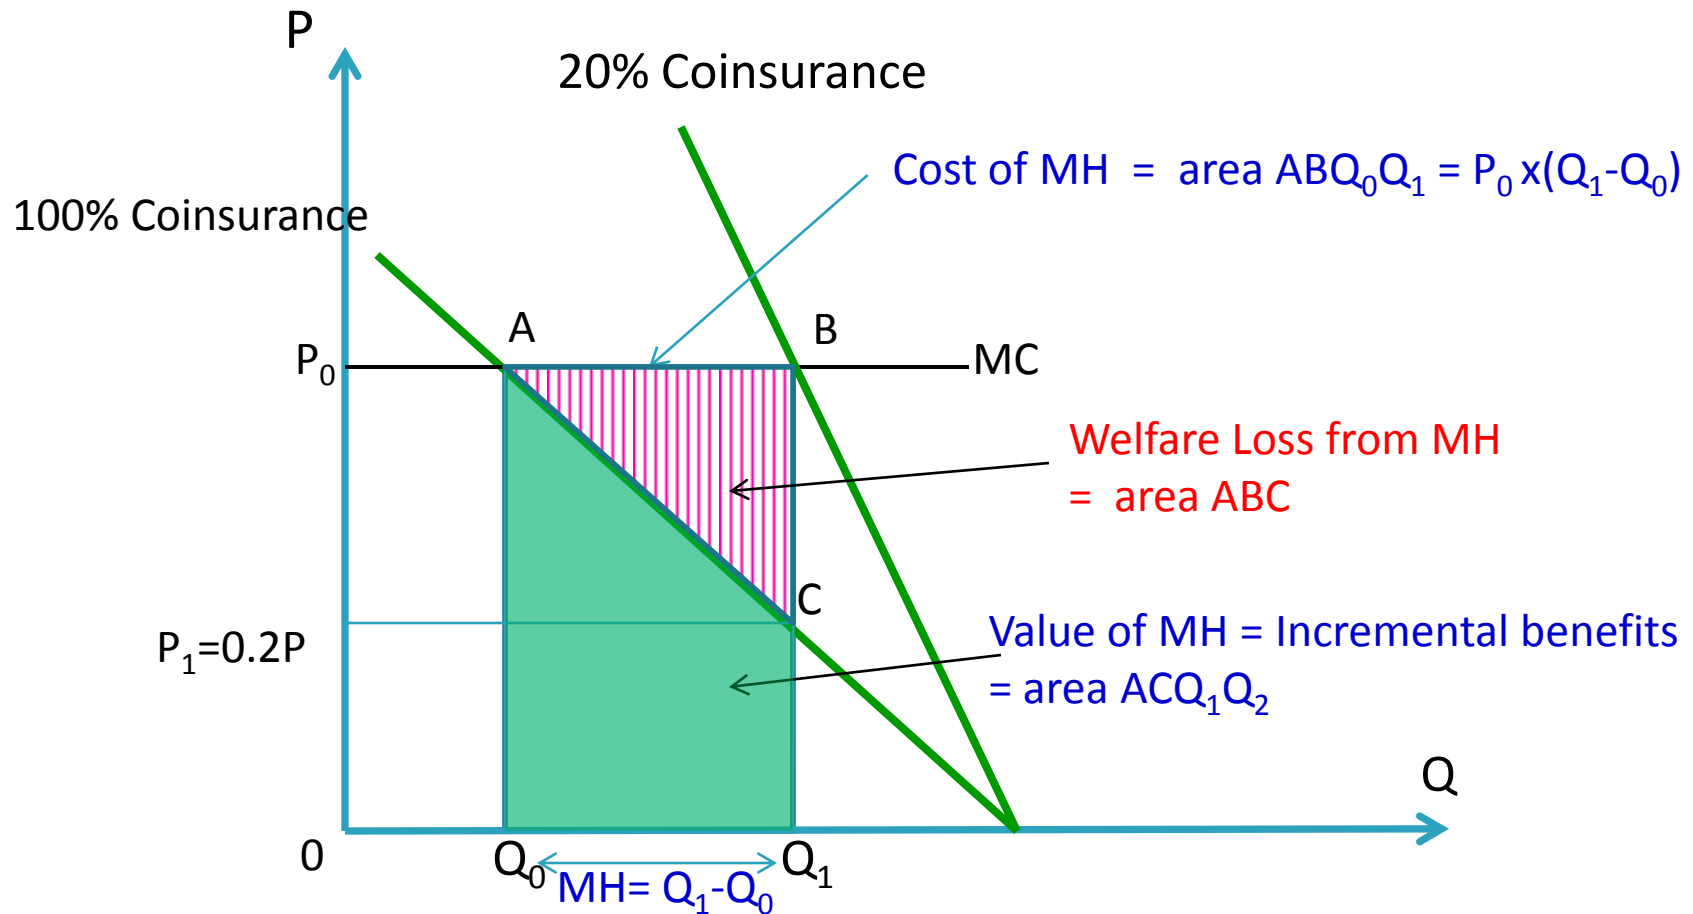 P
20% Coinsurance
Cost of MH = area ABQ₀Q₁ = P₀ x(Q₁-Q₀)
100% Coinsurance
A
B
P₀
MC
Welfare Loss from MH
= area ABC
C
P₁=0.2P
Value of MH = Incremental benefits
= area ACQ₁Q₂
Q
0
Q₀
Q₁
MH= Q₁-Q₀